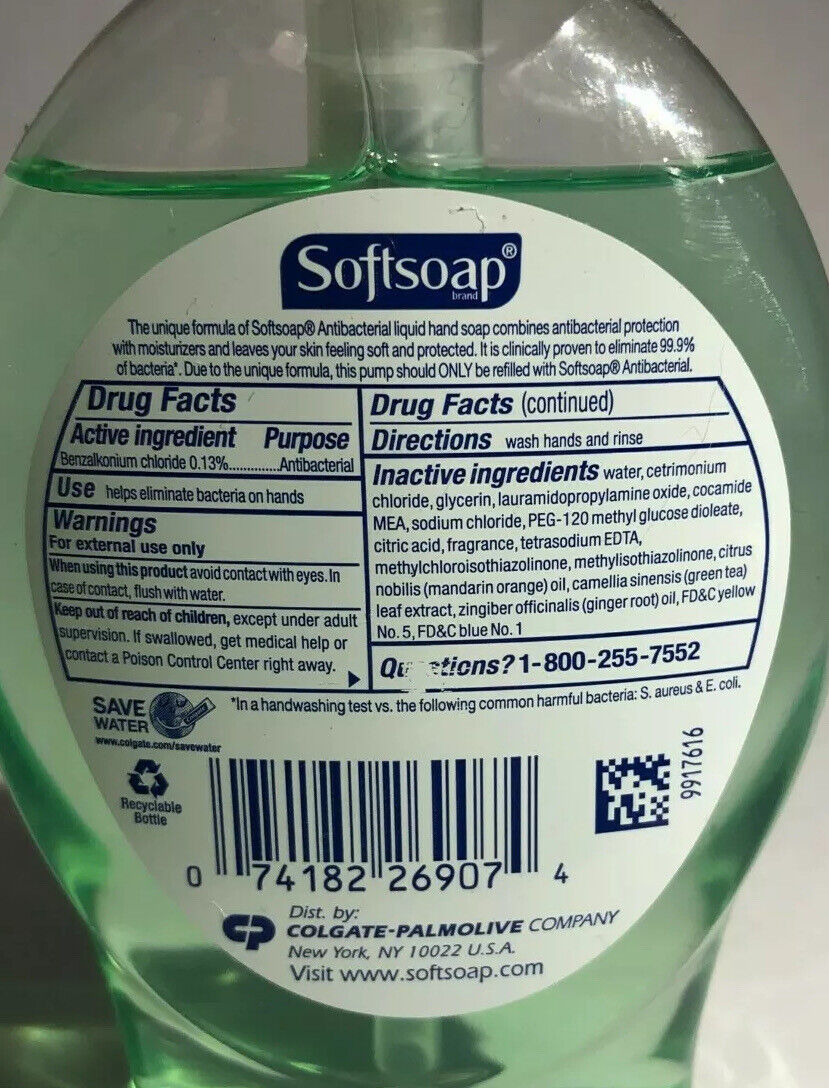 Softsoap®
brand
The unique formula of Softsoap® Antibacterial liquid hand soap combines antibacterial protection
with moisturizers and leaves your skin feeling soft and protected. It is clinically proven to eliminate 99.9%
of bacteria*. Due to the unique formula, this pump should ONLY be refilled with Softsoap® Antibacterial.
Drug Facts
Active ingredient Purpose
Benzalkonium chloride 0.13%.............Antibacterial
Use helps eliminate bacteria on hands
Warnings
For external use only
When using this product avoid contact with eyes. In
case of contact, flush with water.
Keep out of reach of children, except under adult
supervision. If swallowed, get medical help or
contact a Poison Control Center right away.
Drug Facts (continued)
Directions wash hands and rinse
Inactive ingredients water, cetrimonium
chloride, glycerin, lauramidopropylamine oxide, cocamide
MEA, sodium chloride, PEG-120 methyl glucose dioleate,
citric acid, fragrance, tetrasodium EDTA,
methylchloroisothiazolinone, methylisothiazolinone, citrus
nobilis (mandarin orange) oil, camellia sinensis (green tea)
leaf extract, zingiber officinalis (ginger root) oil, FD&C yellow
No. 5, FD&C blue No. 1
Questions? 1-800-255-7552
*In a handwashing test vs. the following common harmful bacteria: S. aureus & E. coli.
SAVE
WATER
www.colgate.com/savewater
Recyclable
Bottle
9917616
0 74182 26907 4
CP
Dist. by:
COLGATE-PALMOLIVE COMPANY
New York, NY 10022 U.S.A.
Visit www.softsoap.com